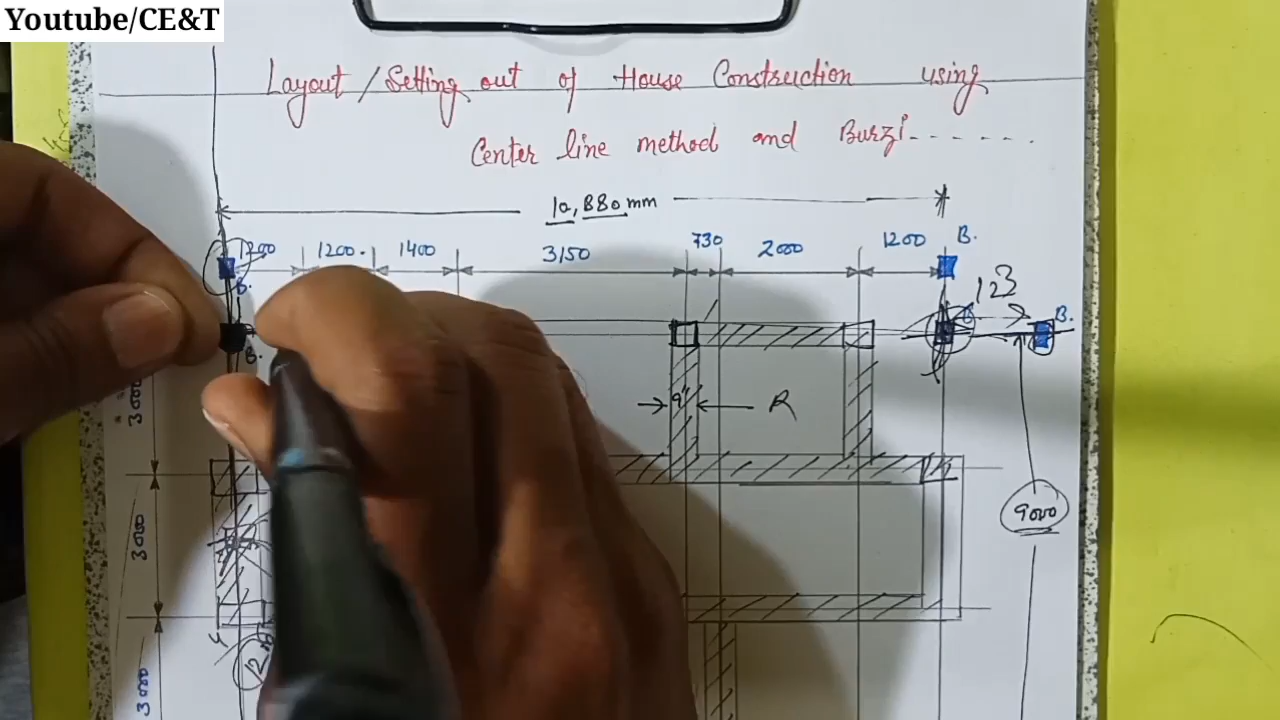 Youtube/CE&T
Layout / Setting out of House Construction using
Center line method and Burzi
10,880 mm
1200 1200 1400 3150 730 2000 1200 B.
B. 123 B.
B.
3000
9" R
3000
9000
3000